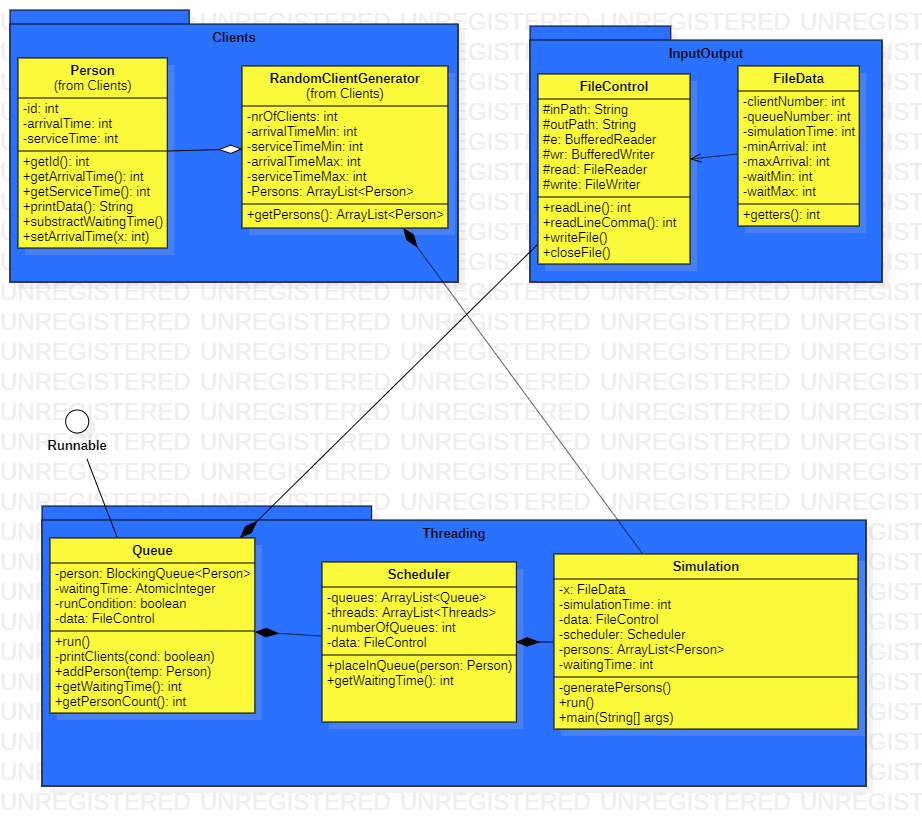 Clients
Person
(from Clients)
-id: int
-arrivalTime: int
-serviceTime: int
+getId(): int
+getArrivalTime(): int
+getServiceTime(): int
+printData(): String
+substractWaitingTime()
+setArrivalTime(x: int)
RandomClientGenerator
(from Clients)
-nrOfClients: int
-arrivalTimeMin: int
-serviceTimeMin: int
-arrivalTimeMax: int
-serviceTimeMax: int
-Persons: ArrayList<Person>
+getPersons(): ArrayList<Person>
InputOutput
FileControl
#inPath: String
#outPath: String
#e: BufferedReader
#wr: BufferedWriter
#read: FileReader
#write: FileWriter
+readLine(): int
+readLineComma(): int
+writeFile()
+closeFile()
FileData
-clientNumber: int
-queueNumber: int
-simulationTime: int
-minArrival: int
-maxArrival: int
-waitMin: int
-waitMax: int
+getters(): int
Runnable
Threading
Queue
-person: BlockingQueue<Person>
-waitingTime: AtomicInteger
-runCondition: boolean
-data: FileControl
+run()
-printClients(cond: boolean)
+addPerson(temp: Person)
+getWaitingTime(): int
+getPersonCount(): int
Scheduler
-queues: ArrayList<Queue>
-threads: ArrayList<Threads>
-numberOfQueues: int
-data: FileControl
+placeInQueue(person: Person)
+getWaitingTime(): int
Simulation
-x: FileData
-simulationTime: int
-data: FileControl
-scheduler: Scheduler
-persons: ArrayList<Person>
-waitingTime: int
-generatePersons()
+run()
+main(String[] args)
UNREGISTERED UNREGISTERED UNREGISTERED UNREGISTERED UNREGIST